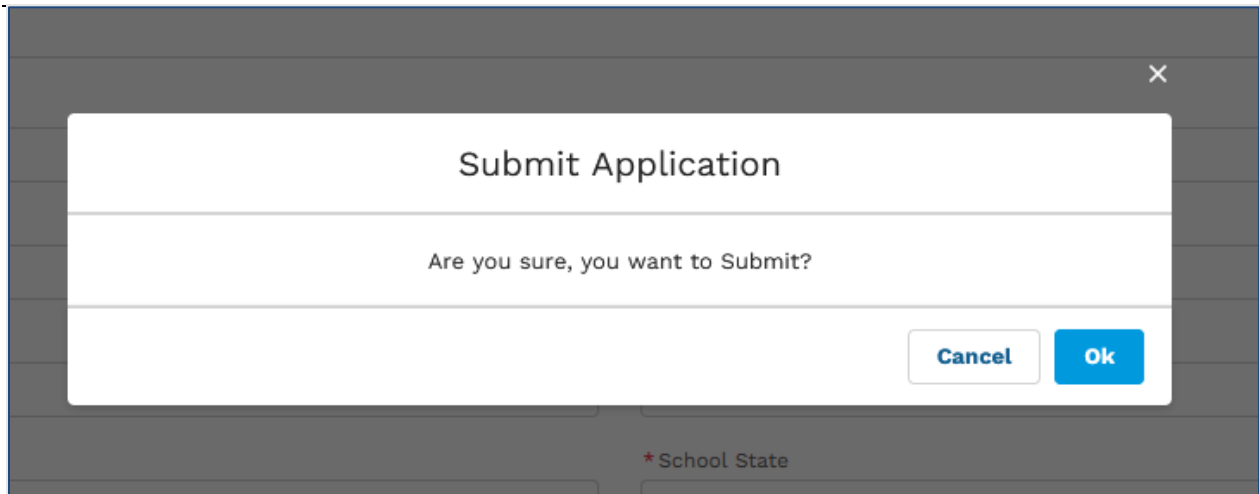 Submit Application
Are you sure, you want to Submit?
Cancel Ok
*School State